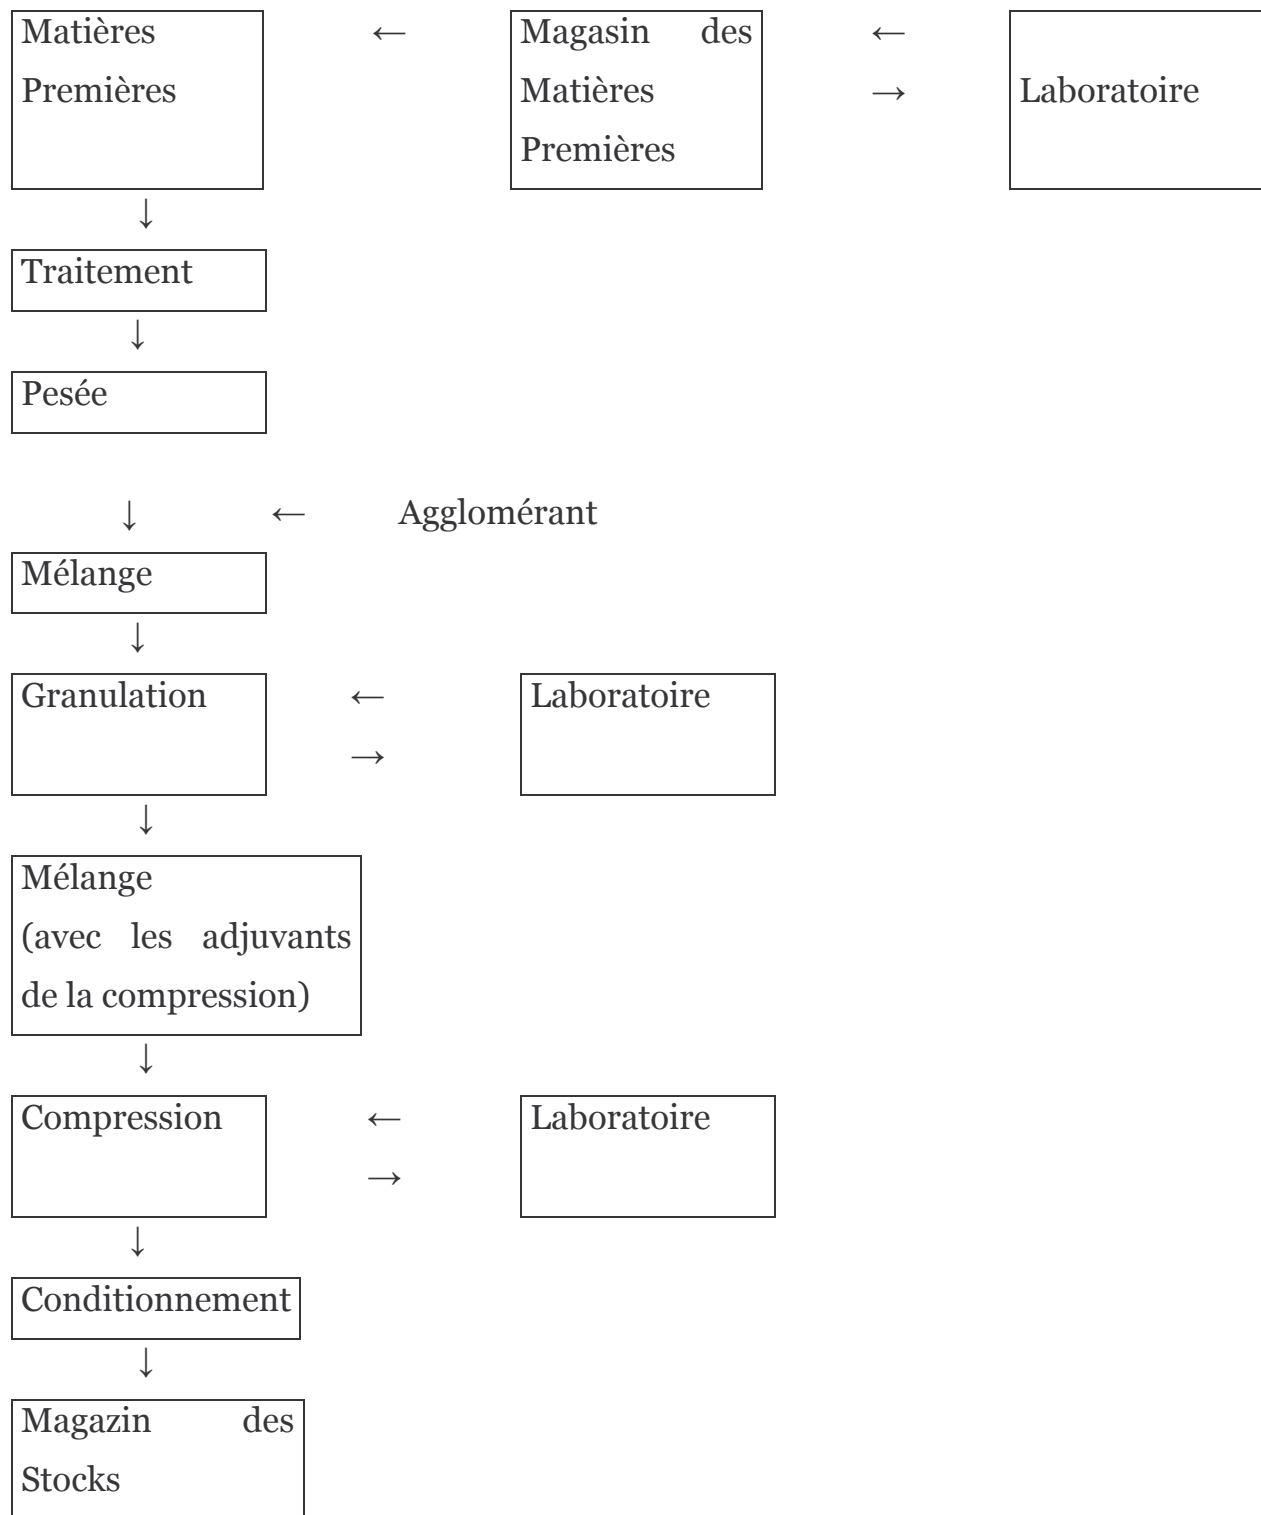 Matières ← Magasin des ←
Premières Matières → Laboratoire
Premières
↓
Traitement
↓
Pesée
↓ ← Agglomérant
Mélange
↓
Granulation ← Laboratoire
→
↓
Mélange
(avec les adjuvants
de la compression)
↓
Compression ← Laboratoire
→
↓
Conditionnement
↓
Magazin des
Stocks